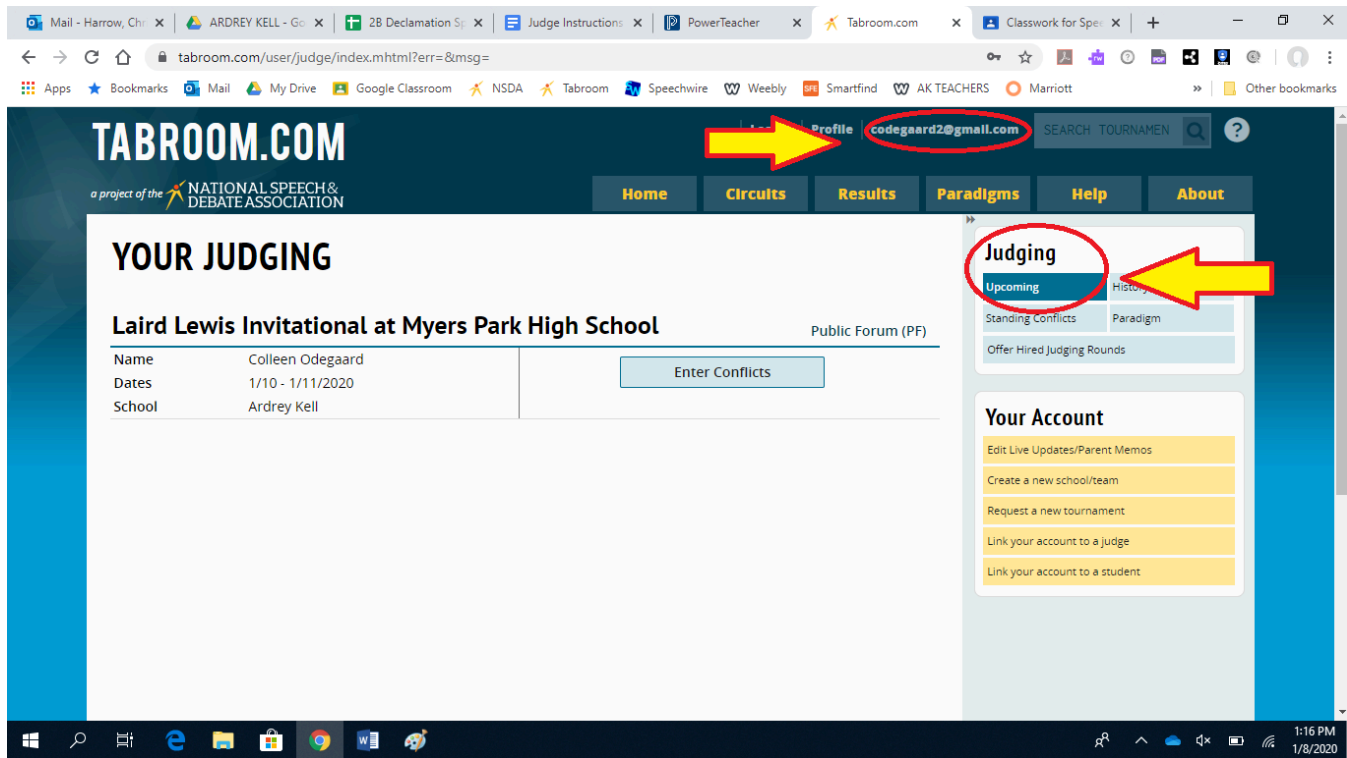 Mail - Harrow, Chr
ARDREY KELL - Go
2B Declamation Sp
Judge Instructions
PowerTeacher
Tabroom.com
Classwork for Spee
tabroom.com/user/judge/index.mhtml?err=&msg=
Apps Bookmarks Mail My Drive Google Classroom NSDA Tabroom Speechwire Weebly Smartfind AK TEACHERS Marriott » Other bookmarks
TABROOM.COM
Profile codegaard2@gmail.com SEARCH TOURNAMEN ?
a project of the NATIONAL SPEECH &
DEBATE ASSOCIATION
Home Circuits Results Paradigms Help About
YOUR JUDGING
Laird Lewis Invitational at Myers Park High School Public Forum (PF)
Name Colleen Odegaard
Dates 1/10 - 1/11/2020
School Ardrey Kell
Enter Conflicts
Judging
Upcoming History
Standing Conflicts Paradigm
Offer Hired Judging Rounds
Your Account
Edit Live Updates/Parent Memos
Create a new school/team
Request a new tournament
Link your account to a judge
Link your account to a student
1:16 PM
1/8/2020